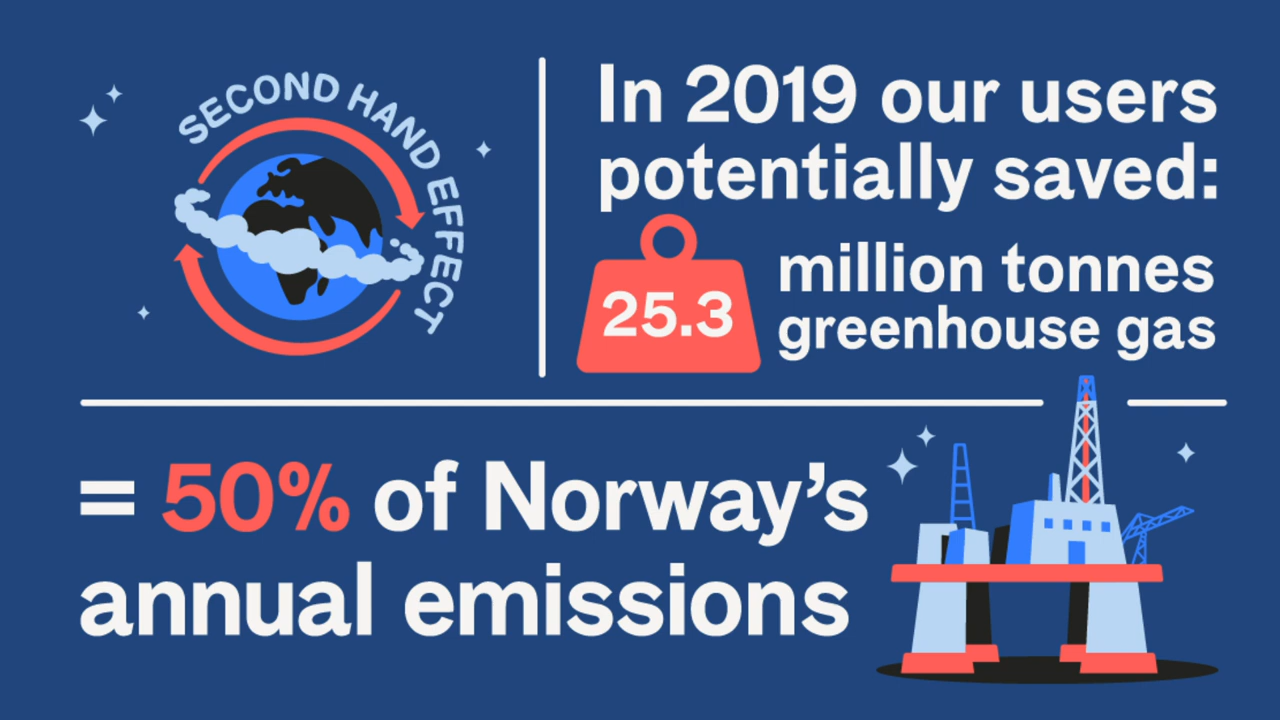 SECOND HAND EFFECT
In 2019 our users
potentially saved:
25.3
million tonnes
greenhouse gas
= 50% of Norway’s
annual emissions